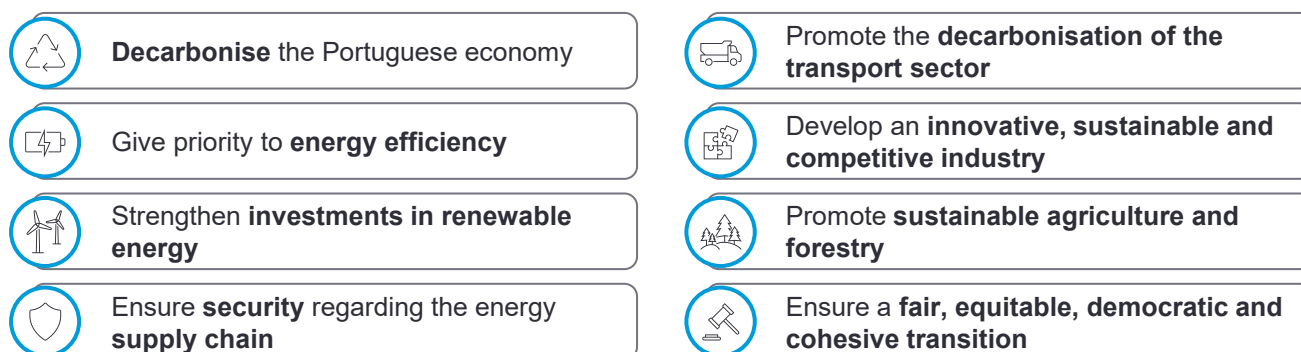 Decarbonise the Portuguese economy
Give priority to energy efficiency
Strengthen investments in renewable
energy
Ensure security regarding the energy
supply chain
Promote the decarbonisation of the
transport sector
Develop an innovative, sustainable and
competitive industry
Promote sustainable agriculture and
forestry
Ensure a fair, equitable, democratic and
cohesive transition